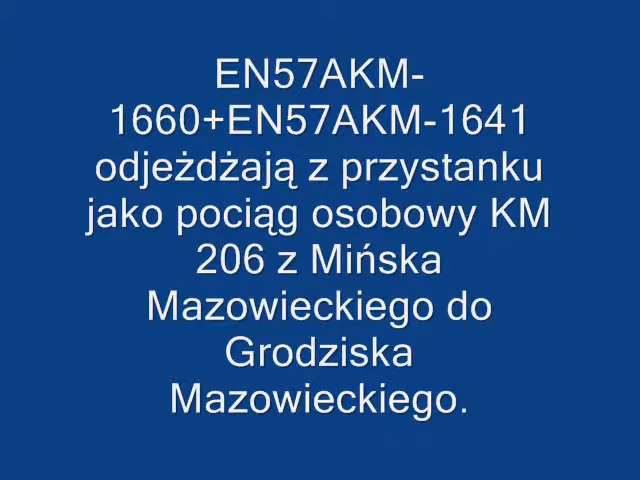 EN57AKM-
1660+EN57AKM-1641
odjeżdżają z przystanku
jako pociąg osobowy KM
206 z Mińska
Mazowieckiego do
Grodziska
Mazowieckiego.